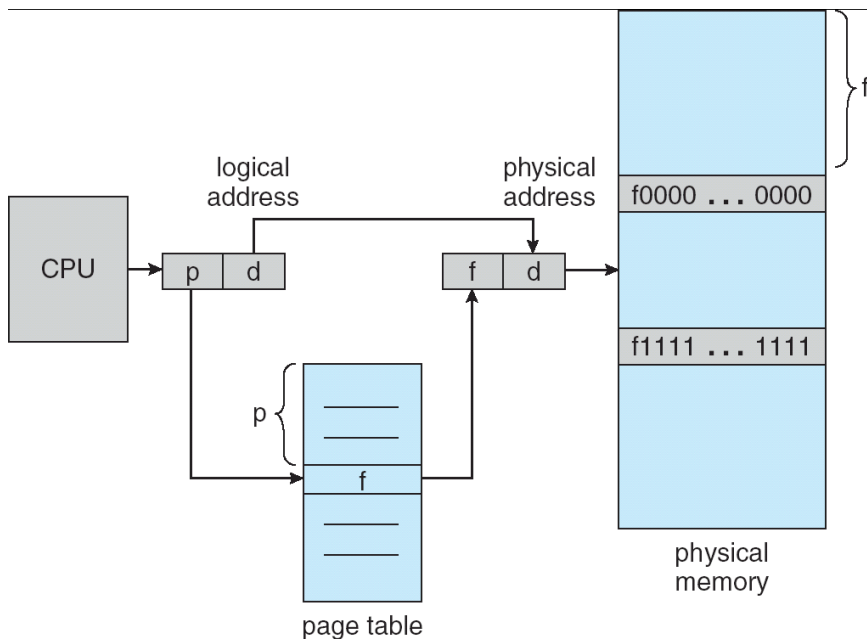 logical
address
physical
address
f
f0000 ... 0000
CPU
p
d
f
d
f1111 ... 1111
p
f
physical
memory
page table